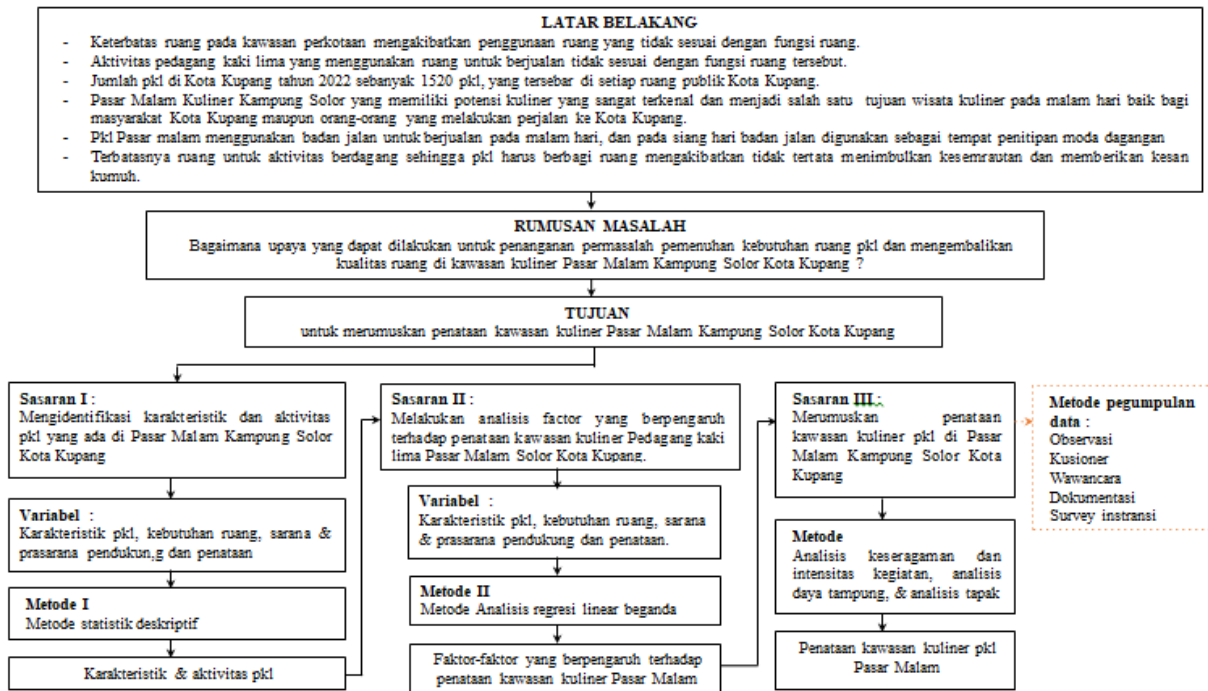 LATAR BELAKANG
- Keterbatas ruang pada kawasan perkotaan mengakibatkan penggunaan ruang yang tidak sesuai dengan fungsi ruang.
- Aktivitas pedagang kaki lima yang menggunakan ruang untuk berjualan tidak sesuai dengan fungsi ruang tersebut.
- Jumlah pkl di Kota Kupang tahun 2022 sebanyak 1520 pkl, yang tersebar di setiap ruang publik Kota Kupang.
- Pasar Malam Kuliner Kampung Solor yang memiliki potensi kuliner yang sangat terkenal dan menjadi salah satu tujuan wisata kuliner pada malam hari baik bagi
masyarakat Kota Kupang maupun orang-orang yang melakukan perjalan ke Kota Kupang.
- Pkl Pasar malam menggunakan badan jalan untuk berjualan pada malam hari, dan pada siang hari badan jalan digunakan sebagai tempat penitipan moda dagangan
- Terbatasnya ruang untuk aktivitas berdagang sehingga pkl harus berbagi ruang mengakibatkan tidak tertata menimbulkan kesemrautan dan memberikan kesan
kumuh.
RUMUSAN MASALAH
Bagaimana upaya yang dapat dilakukan untuk penanganan permasalah pemenuhan kebutuhan ruang pkl dan mengembalikan
kualitas ruang di kawasan kuliner Pasar Malam Kampung Solor Kota Kupang ?
TUJUAN
untuk merumuskan penataan kawasan kuliner Pasar Malam Kampung Solor Kota Kupang
Sasaran I :
Mengidentifikasi karakteristik dan aktivitas
pkl yang ada di Pasar Malam Kampung Solor
Kota Kupang
Variabel :
Karakteristik pkl, kebutuhan ruang, sarana &
prasarana pendukun,g dan penataan
Metode I
Metode statistik deskriptif
Karakteristik & aktivitas pkl
Sasaran II :
Melakukan analisis factor yang berpengaruh
terhadap penataan kawasan kuliner Pedagang kaki
lima Pasar Malam Solor Kota Kupang.
Variabel :
Karakteristik pkl, kebutuhan ruang, sarana
& prasarana pendukung dan penataan.
Metode II
Metode Analisis regresi linear beganda
Faktor-faktor yang berpengaruh terhadap
penataan kawasan kuliner Pasar Malam
Sasaran III :
Merumuskan penataan
kawasan kuliner pkl di Pasar
Malam Kampung Solor Kota
Kupang
Metode
Analisis keseragaman dan
intensitas kegiatan, analisis
daya tampung, & analisis tapak
Penataan kawasan kuliner pkl
Pasar Malam
Metode pegumpulan
data :
Observasi
Kusioner
Wawancara
Dokumentasi
Survey instransi